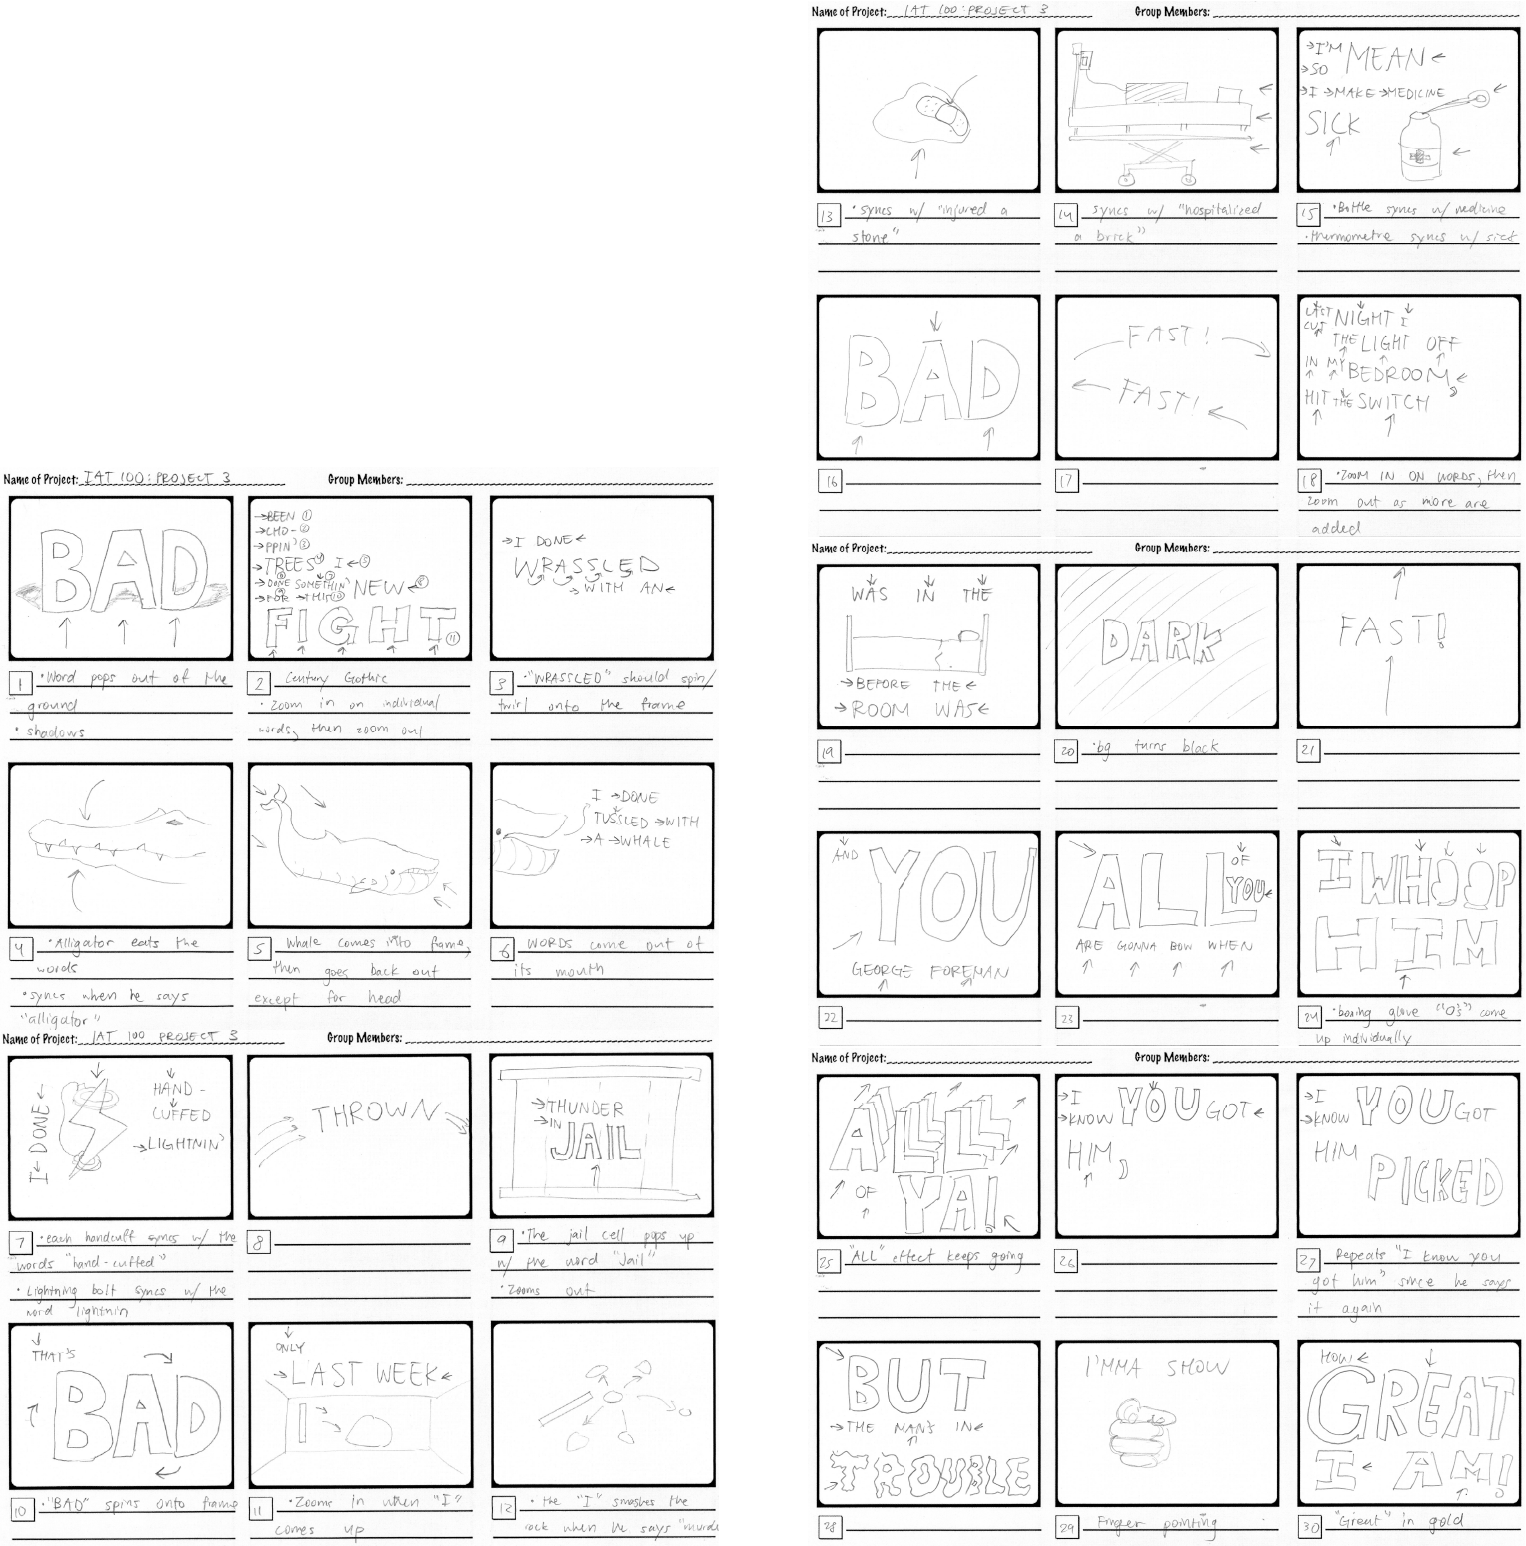 Name of Project: IAT 100: PROJECT 3 Group Members:
BAD
1 • Word pops out of the
ground
• shadows
→BEEN ①
→CHO- ②
→PPIN' ③
→TREES ④ I← ⑤
→DONE ⑥ SOMETHIN' ⑦ NEW← ⑧
→FOR ⑨ →THIS ⑩
FIGHT ⑪
2 Century Gothic
• Zoom in on individual
words, then zoom out
→I DONE←
WRASSLED
→WITH AN←
3 • "WRASSLED" should spin/
twirl onto the frame
4 • Alligator eats the
words
• syncs when he says
"alligator"
5 whale comes into frame,
then goes back out
except for head
I →DONE
TUSSLED →WITH
→A →WHALE
6 WORDS come out of
its mouth
Name of Project: IAT 100 PROJECT 3 Group Members:
I← DONE←
HAND-
CUFFED
→LIGHTNIN'
7 • each handcuff syncs w/ the
words "hand-cuffed"
• Lightning bolt syncs w/ the
word lightnin
THROWN
8
→THUNDER
→IN
JAIL
9 • The jail cell pops up
w/ the word "Jail"
• Zooms out
THAT'S
BAD
10 • "BAD" spins onto frame
ONLY
→LAST WEEK←
11 • Zooms in when "I"
comes up
12 • the "I" smashes the
rock when he says "murde
Name of Project: IAT 100: PROJECT 3 Group Members:
13 • syncs w/ "injured a
stone"
14 syncs w/ "hospitalized
a brick"
→I'M
→SO MEAN←
→I →MAKE →MEDICINE
SICK
15 • Bottle syncs w/ medicine
• thermometre syncs w/ sick
BAD
16
FAST!
FAST!
17
LAST NIGHT I
CUT THE LIGHT OFF
IN MY BEDROOM,←
HIT THE SWITCH
18 • ZOOM IN ON WORDS, then
zoom out as more are
added
Name of Project: Group Members:
WAS IN THE
→BEFORE THE←
→ROOM WAS←
19
DARK
20 • bg turns black
FAST!
21
AND
YOU
GEORGE FOREMAN
22
ALL OF
YOU←
ARE GONNA BOW WHEN
23
I WHOOP
HIM
24 • boxing glove "O's" come
up individually
Name of Project: Group Members:
ALL
OF YA!
25 "ALL" effect keeps going
→I
→KNOW YOU GOT←
HIM,
26
→I
→KNOW YOU GOT
HIM PICKED
27 Repeats "I know you
got him" since he says
it again
BUT
→THE MAN'S IN←
TROUBLE
28
I'MMA SHOW
29 Finger pointing
HOW←
GREAT
I← AM!
30 "Great" in gold